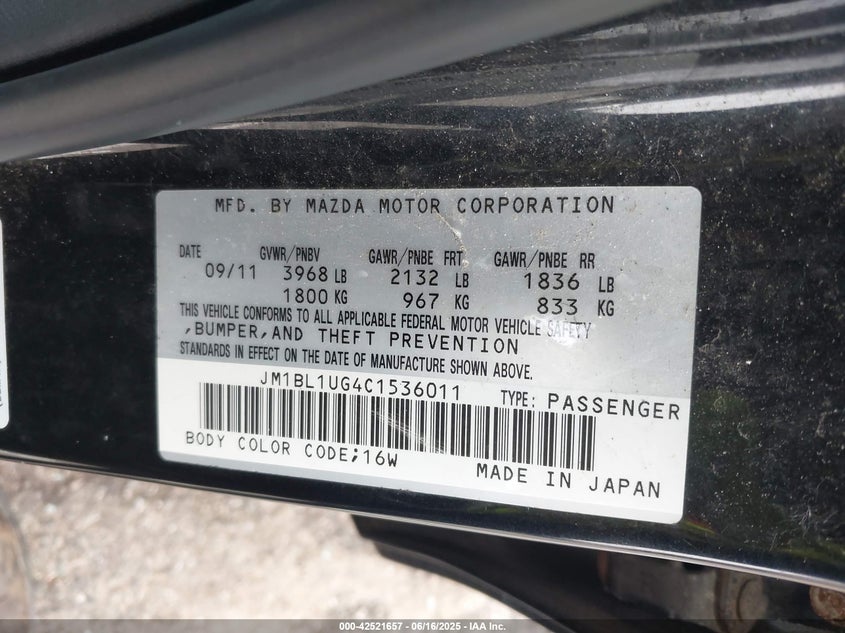 MFD. BY MAZDA MOTOR CORPORATION
DATE GVWR/PNBV GAWR/PNBE FRT GAWR/PNBE RR
09/11 3968 LB 2132 LB 1836 LB
1800 KG 967 KG 833 KG
THIS VEHICLE CONFORMS TO ALL APPLICABLE FEDERAL MOTOR VEHICLE SAFETY
,BUMPER,AND THEFT PREVENTION
STANDARDS IN EFFECT ON THE DATE OF MANUFACTURE SHOWN ABOVE.
JM1BL1UG4C1536011 TYPE: PASSENGER
BODY COLOR CODE;16W
MADE IN JAPAN
000-42521657 - 06/16/2025 - IAA Inc.